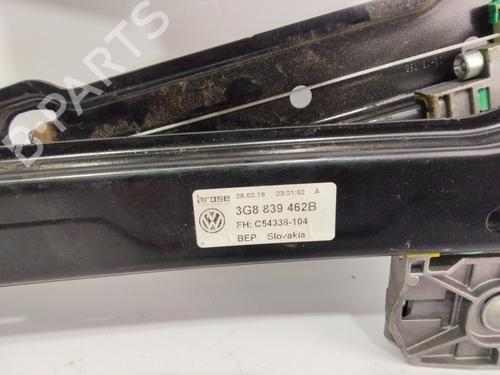 B-PARTS
brose 28.03.18 23:01:52 A
3G8 839 462B
FH: C54338-104
BEP Slovakia